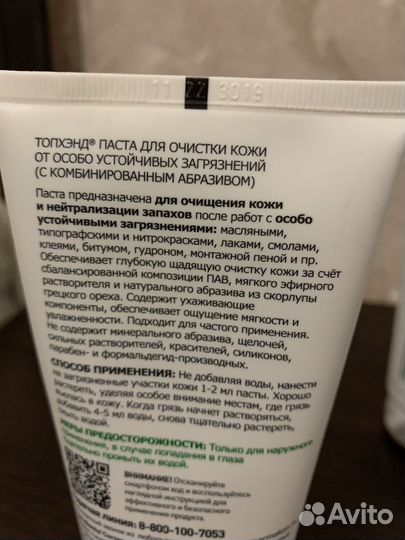 11 22 3019
ТОПХЭНД® ПАСТА ДЛЯ ОЧИСТКИ КОЖИ
ОТ ОСОБО УСТОЙЧИВЫХ ЗАГРЯЗНЕНИЙ
(С КОМБИНИРОВАННЫМ АБРАЗИВОМ)
Паста предназначена для очищения кожи
и нейтрализации запахов после работ с особо
устойчивыми загрязнениями: масляными,
типографскими и нитрокрасками, лаками, смолами,
клеями, битумом, гудроном, монтажной пеной и пр.
Обеспечивает глубокую щадящую очистку кожи за счёт
сбалансированной композиции ПАВ, мягкого эфирного
растворителя и натурального абразива из скорлупы
грецкого ореха. Содержит ухаживающие
компоненты, обеспечивает ощущение мягкости и
увлажненности. Подходит для частого применения.
Не содержит минерального абразива, щелочей,
сильных растворителей, красителей, силиконов,
парабен- и формальдегид-производных.
СПОСОБ ПРИМЕНЕНИЯ: Не добавляя воды, нанести
на загрязненные участки кожи 1-2 мл пасты. Хорошо
растереть, уделяя особое внимание местам, где грязь
въелась в кожу. Когда грязь начнет растворяться,
добавить 4-5 мл воды, снова тщательно растереть,
смыть водой.
МЕРЫ ПРЕДОСТОРОЖНОСТИ: Только для наружного
применения, в случае попадания в глаза
промыть их водой.
ВНИМАНИЕ! Отсканируйте
смартфоном код и воспользуйтесь
наглядной инструкцией для
эффективного и безопасного
применения продукта.
ЛИНИЯ: 8-800-100-7053
Avito